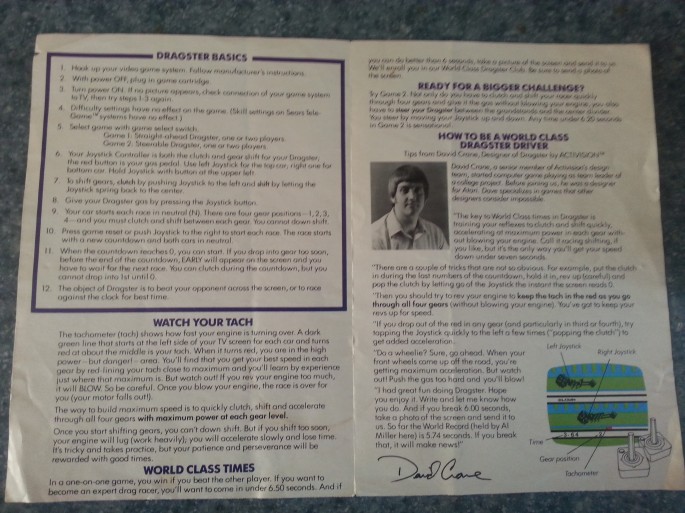 DRAGSTER BASICS
1. Hook up your video game system. Follow manufacturer's instructions.
2. With power OFF, plug in game cartridge.
3. Turn power ON. If no picture appears, check connection of your game system
to TV, then try steps 1-3 again.
4. Difficulty settings have no effect on the game. (Skill settings on Sears Tele
Game™ systems have no effect.)
5. Select game with game select switch.
Game 1: Straight-ahead Dragster, one or two players.
Game 2: Steerable Dragster, one or two players.
6. Your Joystick Controller is both the clutch and gear shift for your Dragster;
the red button is your gas pedal. Use left Joystick for the top car, right one for
bottom car. Hold Joystick with button at the upper left.
7. To shift gears, clutch by pushing Joystick to the left and shift by letting the
Joystick spring back to the center.
8. Give your Dragster gas by pressing the Joystick button.
9. Your car starts each race in neutral (N). There are four gear positions—1, 2, 3,
4—and you must clutch and shift between each gear. You cannot down shift.
10. Press game reset or push Joystick to the right to start each race. The race starts
with a new countdown and both cars in neutral.
11. When the countdown reaches 0, you can start. If you drop into gear too soon,
before the end of the countdown, EARLY will appear on the screen and you
have to wait for the next race. You can clutch during the countdown, but you
cannot drop into 1st until 0.
12. The object of Dragster is to beat your opponent across the screen, or to race
against the clock for best time.
WATCH YOUR TACH
The tachometer (tach) shows how fast your engine is turning over. A dark
green line that starts at the left side of your TV screen for each car and turns
red at about the middle is your tach. When it turns red, you are in the high
power—but danger!—area. You'll find that you get your best speed in each
gear by red-lining your tach close to maximum and you'll learn by experience
just where that maximum is. But watch out! If you rev your engine too much,
it will BLOW. So be careful. Once you blow your engine, the race is over for
you (your motor falls out!).
The way to build maximum speed is to quickly clutch, shift and accelerate
through all four gears with maximum power at each gear level.
Once you start shifting gears, you can't down shift. But if you shift too soon,
your engine will lug (work heavily); you will accelerate slowly and lose time.
It's tricky and takes practice, but your patience and perseverance will be
rewarded with good times.
WORLD CLASS TIMES
In a one-on-one game, you win if you beat the other player. If you want to
become an expert drag racer, you'll want to come in under 6.50 seconds. And if
you can do better than 6 seconds, take a picture of the screen and send it to us.
We'll enroll you in our World Class Dragster Club. Be sure to send a photo of
the screen.
READY FOR A BIGGER CHALLENGE?
Try Game 2. Not only do you have to clutch and shift your racer quickly
through four gears and give it the gas without blowing your engine, you also
have to steer your Dragster between the grandstands and the center divider.
You steer by moving your Joystick up and down. Any time under 6.20 seconds
in Game 2 is sensational.
HOW TO BE A WORLD CLASS
DRAGSTER DRIVER
Tips from David Crane, Designer of Dragster by ACTIVISION™
David Crane, a senior member of Activision's design
team, started computer game playing as team leader of
a college project. Before joining us, he was a designer
for Atari. Dave specializes in games that other
designers consider impossible.
"The key to World Class times in Dragster is
training your reflexes to clutch and shift quickly,
accelerating at maximum power in each gear with-
out blowing your engine. Call it racing shifting, if
you like, but it's the only way you'll get your speed
down under seven seconds.
"There are a couple of tricks that are not so obvious. For example, put the clutch
in during the last numbers of the countdown, hold it in, rev up (careful) and
pop the clutch by letting go of the Joystick the instant the screen reads 0.
"Then you should try to rev your engine to keep the tach in the red as you go
through all four gears (without blowing your engine). You've got to keep your
revs up for speed.
"If you drop out of the red in any gear (and particularly in third or fourth), try
tapping the Joystick quickly to the left a few times ("popping the clutch") to
get added acceleration.
"Do a wheelie? Sure, go ahead. When your
front wheels come up off the road, you're
getting maximum acceleration. But watch
out! Push the gas too hard and you'll blow!
"I had great fun doing Dragster. Hope
you enjoy it. Write and let me know how
you do. And if you break 6.00 seconds,
take a photo of the screen and send it to
us. So far the World Record (held by Al
Miller here) is 5.74 seconds. If you break
that, it will make news!"
David Crane
Left Joystick
Right Joystick
Time
Gear position
Tachometer